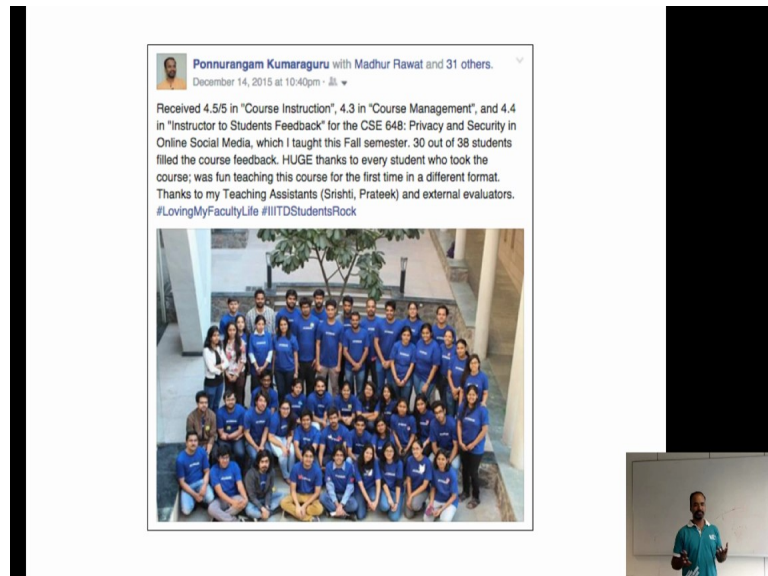 Ponnurangam Kumaraguru with Madhur Rawat and 31 others.
December 14, 2015 at 10:40pm ·
Received 4.5/5 in "Course Instruction", 4.3 in "Course Management", and 4.4
in "Instructor to Students Feedback" for the CSE 648: Privacy and Security in
Online Social Media, which I taught this Fall semester. 30 out of 38 students
filled the course feedback. HUGE thanks to every student who took the
course; was fun teaching this course for the first time in a different format.
Thanks to my Teaching Assistants (Srishti, Prateek) and external evaluators.
#LovingMyFacultyLife #IIITDStudentsRock